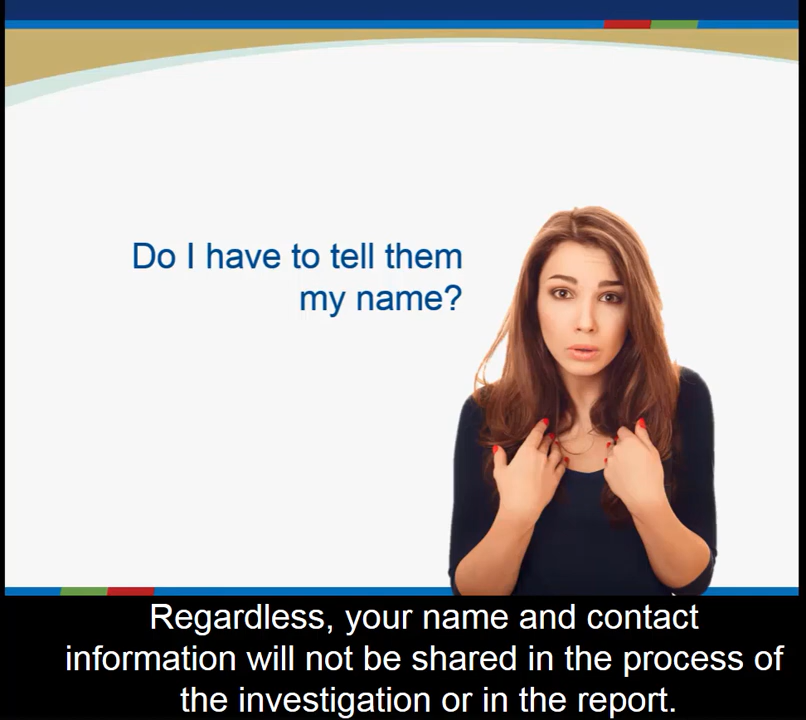 Do I have to tell them
my name?
Regardless, your name and contact
information will not be shared in the process of
the investigation or in the report.